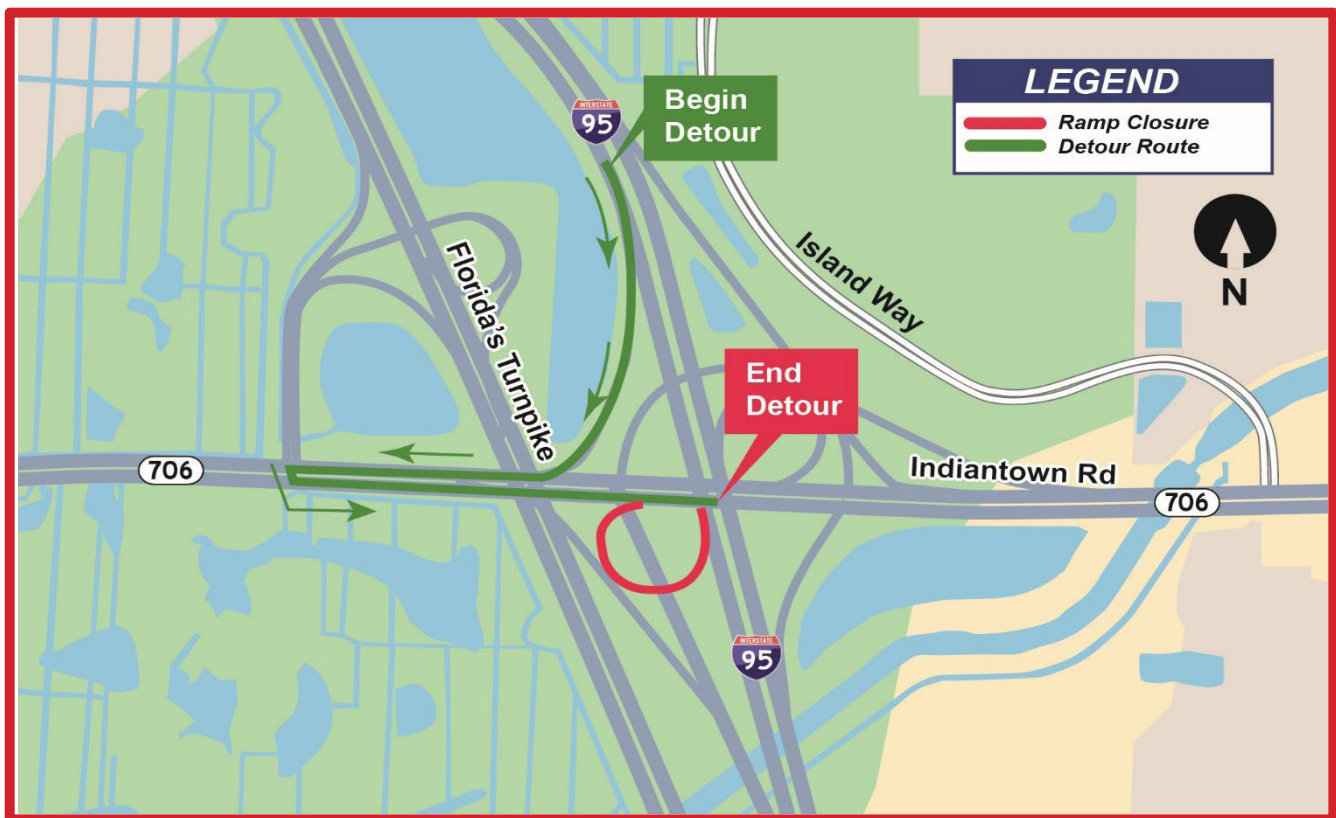 LEGEND
Ramp Closure
Detour Route
Begin
Detour
INTERSTATE
95
Island Way
N
Florida's Turnpike
End
Detour
706
Indiantown Rd
706
INTERSTATE
95